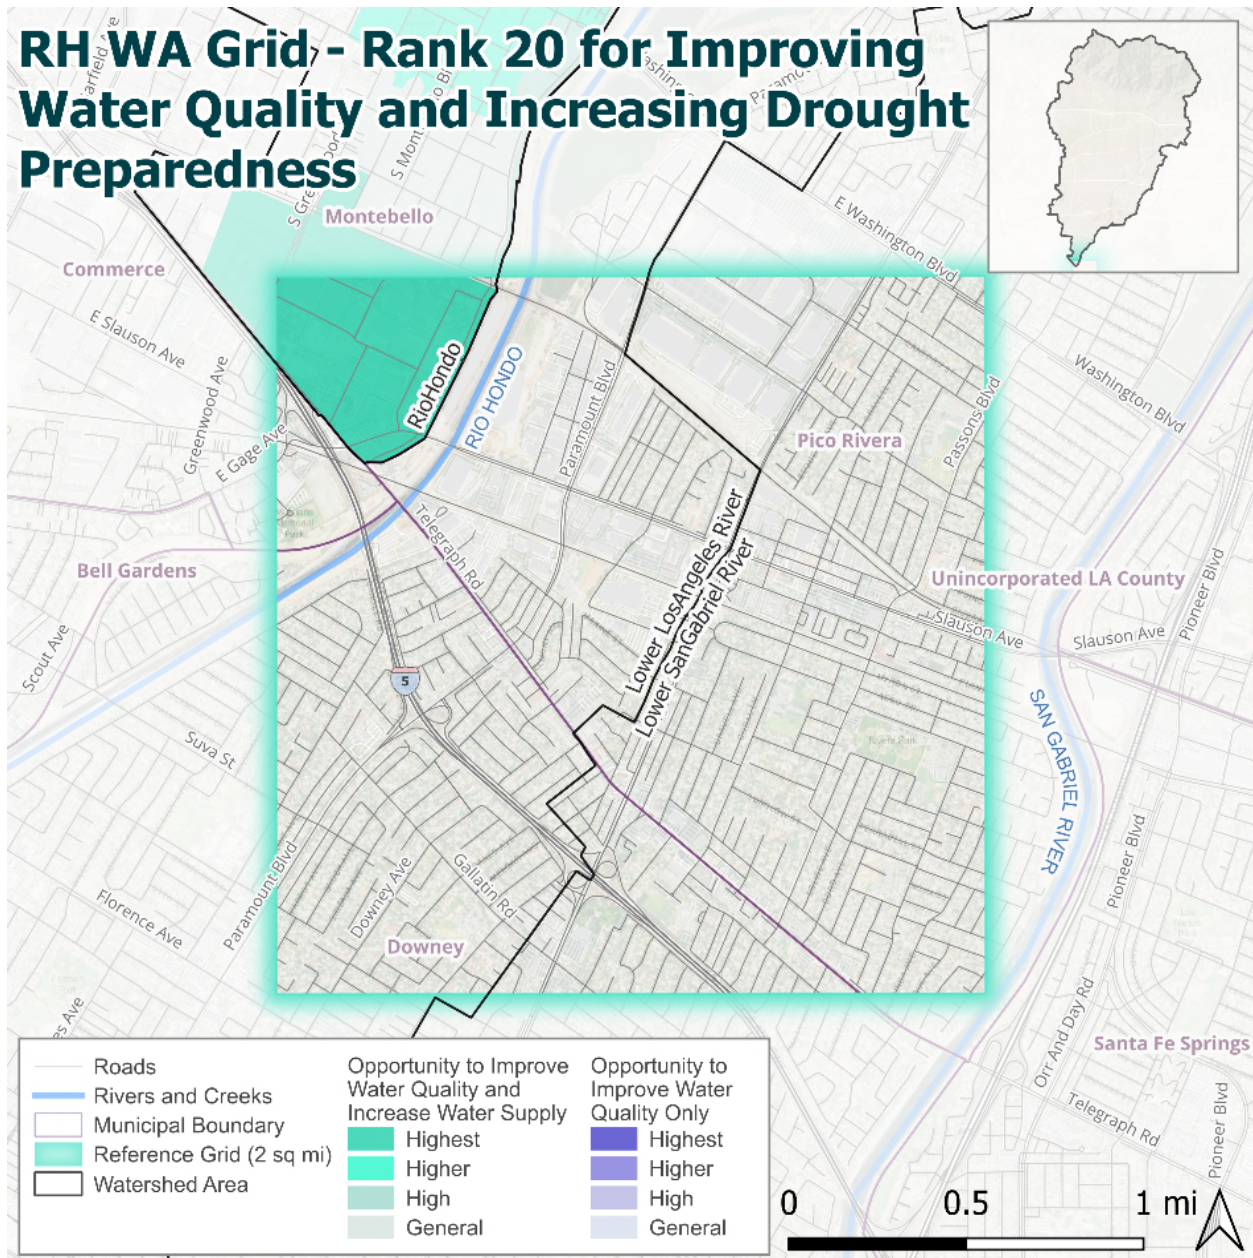 RH WA Grid - Rank 20 for Improving
Water Quality and Increasing Drought
Preparedness
S Montebello
Montebello
E Washington Blvd
Commerce
E Slauson Ave
Greenwood Ave
E Gage Ave
RioHondo
RIO HONDO
Paramount Blvd
Washington Blvd
Passons Blvd
Pico Rivera
Telegraph Rd
Lower LosAngeles River
Lower SanGabriel River
Bell Gardens
Unincorporated LA County
Pioneer Blvd
Slauson Ave
Slauson Ave
Scout Ave
5
SAN GABRIEL RIVER
Suva St
Rivera Park
Pioneer Blvd
Paramount Blvd
Downey Ave
Gallatin Rd
Florence Ave
Downey
Orr And Day Rd
Santa Fe Springs
Telegraph Rd
Pioneer Blvd
Roads
Rivers and Creeks
Municipal Boundary
Reference Grid (2 sq mi)
Watershed Area
Opportunity to Improve
Water Quality and
Increase Water Supply
Highest
Higher
High
General
Opportunity to
Improve Water
Quality Only
Highest
Higher
High
General
0 0.5 1 mi